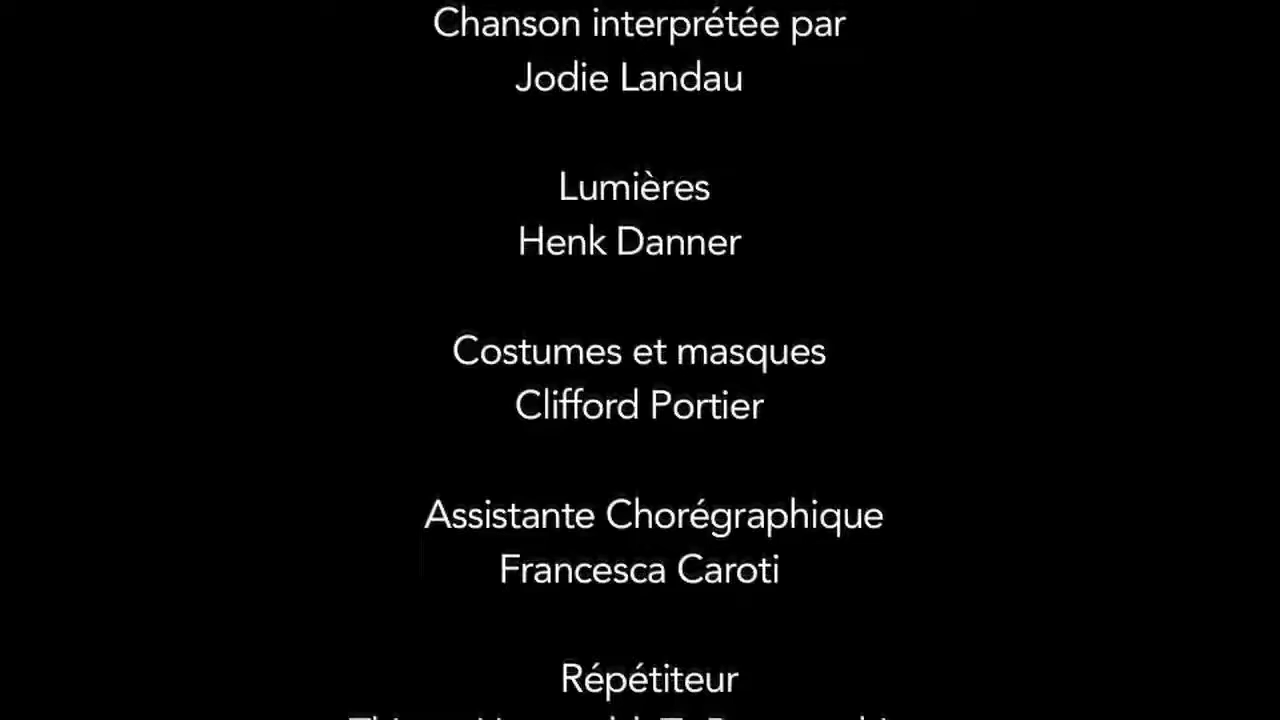 Chanson interprétée par
Jodie Landau
Lumières
Henk Danner
Costumes et masques
Clifford Portier
Assistante Chorégraphique
Francesca Caroti
Répétiteur